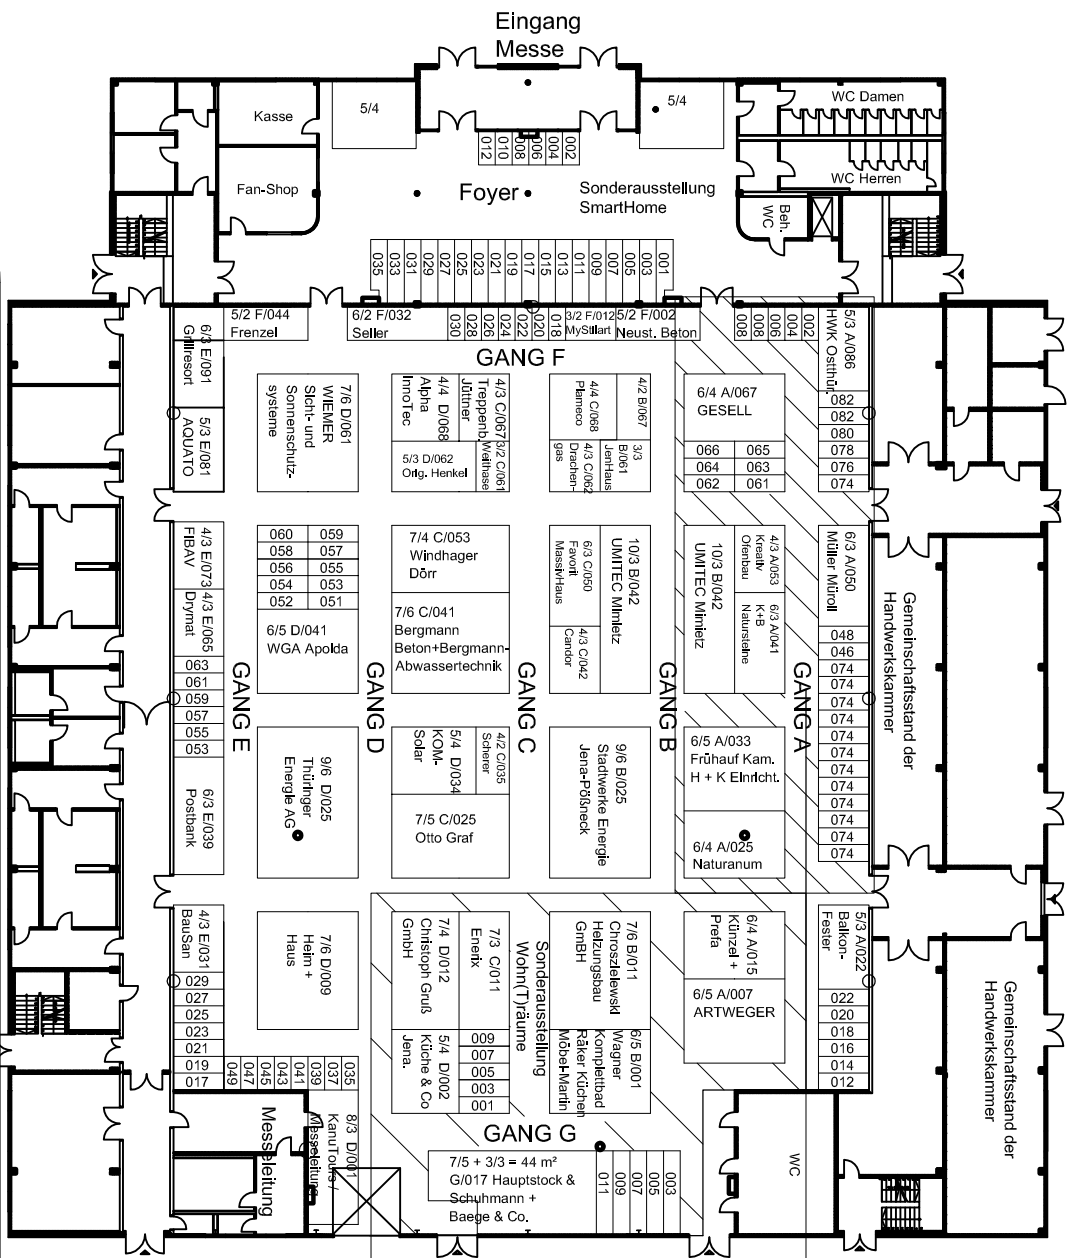 Eingang
Messe
Kasse
5/4
5/4
WC Damen
WC Herren
Fan-Shop
Foyer
Sonderausstellung
SmartHome
Beh.
WC
012
010
008
006
004
002
035
033
031
029
027
025
023
021
019
017
015
013
011
009
007
005
003
001
5/2 F/044
Frenzel
6/2 F/032
Seller
030
028
026
024
022
020
018
3/2 F/012
MyStilart
5/2 F/002
Neust. Beton
008
008
006
004
002
5/3 A/086
HWK Ostthür.
082
082
080
078
076
074
GANG F
6/3 E/091
Grillresort
5/3 E/081
AQUATO
7/6 D/061
WIEMER
Sicht- und
Sonnenschutz-
systeme
4/4 D/068
Alpha
InnoTec
4/3 C/067
Treppenb.
Jüttner
5/3 D/062
Orig. Henkel
3/2 C/061
Weithase
4/4 C/068
Plameco
4/2 B/067
4/3 C/062
Drachen-
gas
3/3
B/061
JenHaus
6/4 A/067
GESELL
066
065
064
063
062
061
4/3 E/073
FIBAV
4/3 E/065
Drymat
063
061
059
057
055
053
6/3 E/039
Postbank
GANG E
060
059
058
057
056
055
054
053
052
051
6/5 D/041
WGA Apolda
GANG D
7/4 C/053
Windhager
Dörr
7/6 C/041
Bergmann
Beton+Bergmann-
Abwassertechnik
GANG C
6/3 C/050
Favorit
MassivHaus
4/3 C/042
Candor
10/3 B/042
UMITEC Mimietz
GANG B
10/3 B/042
UMITEC Mimietz
4/3 A/053
Kreativ
Ofenbau
6/3 A/041
K+B
Natursteine
GANG A
6/3 A/050
Müller Müroll
048
046
074
074
074
074
074
074
074
074
074
074
074
074
Gemeinschaftsstand der
Handwerkskammer
9/6 D/025
Thüringer
Energie AG
5/4 D/034
KOM-
Solar
4/2 C/035
Scherer
7/5 C/025
Otto Graf
9/6 B/025
Stadtwerke Energie
Jena-Pößneck
6/5 A/033
Frühauf Kam.
H + K Einricht.
6/4 A/025
Naturanum
4/3 E/031
BauSan
029
027
025
023
021
019
017
7/6 D/009
Heim +
Haus
7/4 D/012
Christoph Gruß
GmbH
7/3 C/011
Enerix
Sonderausstellung
Wohn(T)räume
7/6 B/011
Chroszielewski
Heizungsbau
GmBH
6/4 A/015
Künzel +
Prefa
6/5 A/007
ARTWEGER
5/3 A/022
Balkon-
Fester
022
020
018
016
014
012
Gemeinschaftsstand der
Handwerkskammer
049
047
045
043
041
039
037
035
5/4 D/002
Küche & Co
Jena.
009
007
005
003
001
6/5 B/001
Wagner
Komplettbad
Räker Küchen
Möbel-Martin
GANG G
Messeleitung
8/3 D/001
KanuTours /
Messeleitung
7/5 + 3/3 = 44 m²
G/017 Hauptstock &
Schuhmann +
Baege & Co.
011
009
007
005
003
WC